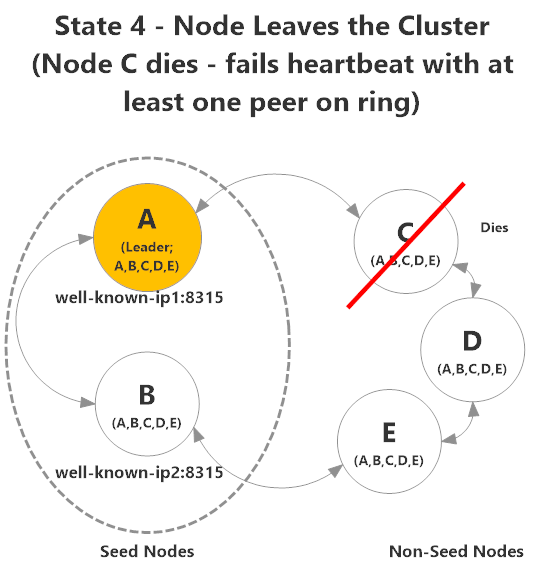 State 4 - Node Leaves the Cluster
(Node C dies - fails heartbeat with at
least one peer on ring)
A
(Leader;
A,B,C,D,E)
well-known-ip1:8315
C
(A,B,C,D,E)
Dies
D
(A,B,C,D,E)
B
(A,B,C,D,E)
well-known-ip2:8315
E
(A,B,C,D,E)
Seed Nodes
Non-Seed Nodes